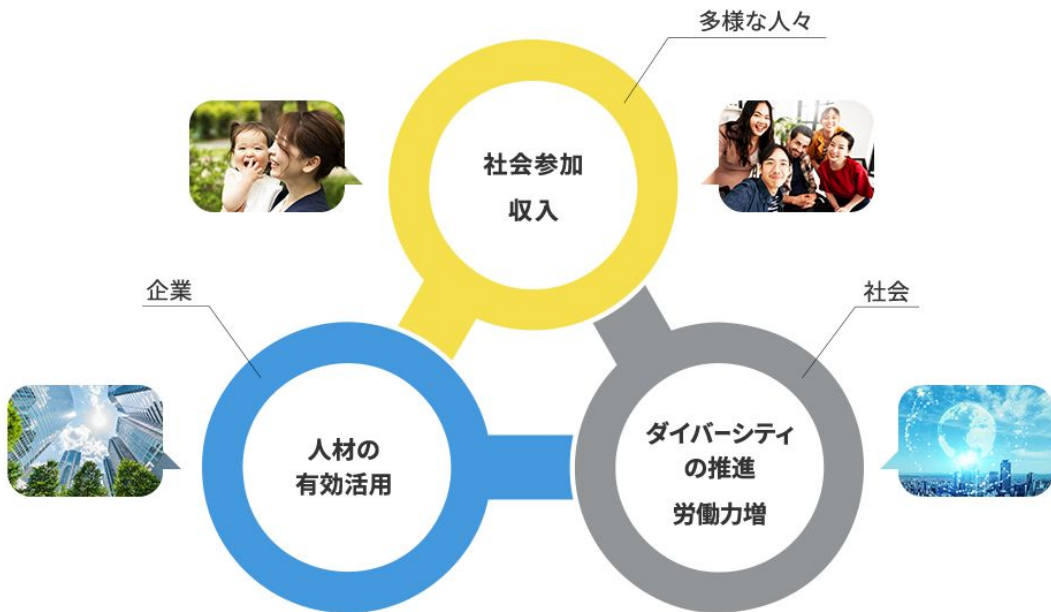 多様な人々
社会参加
収入
企業
社会
人材の
有効活用
ダイバーシティ
の推進
労働力増